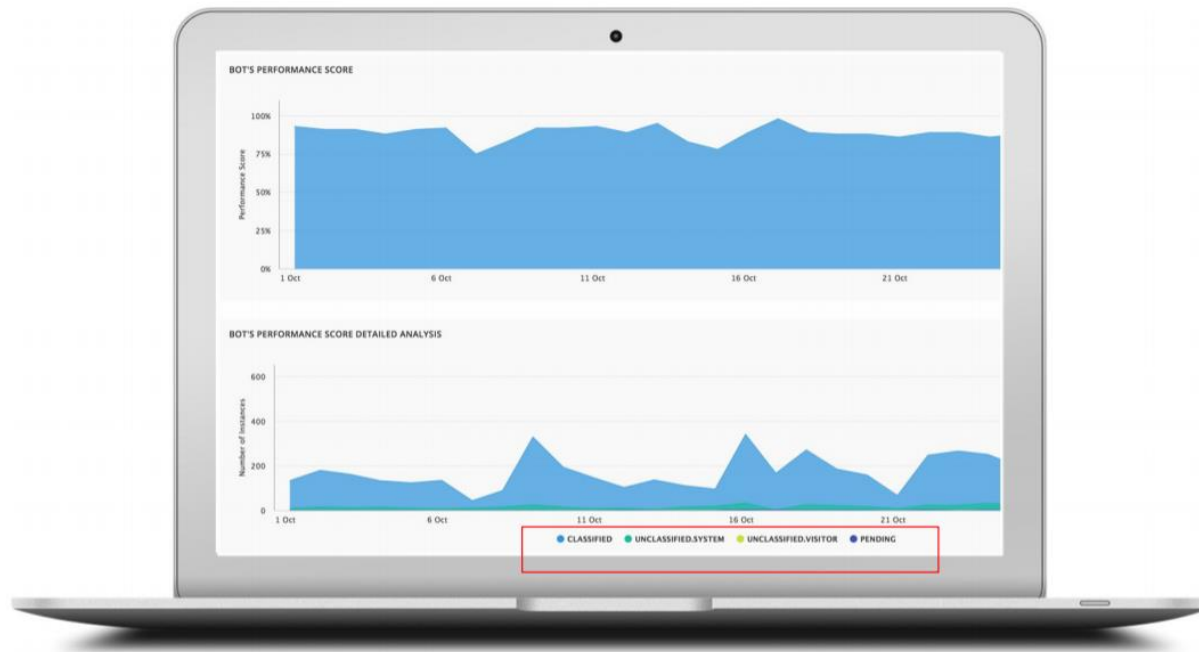 BOT'S PERFORMANCE SCORE
Performance Score
100%
75%
50%
25%
0%
1 Oct 6 Oct 11 Oct 16 Oct 21 Oct
BOT'S PERFORMANCE SCORE DETAILED ANALYSIS
Number of Instances
600
400
200
0
1 Oct 6 Oct 11 Oct 16 Oct 21 Oct
CLASSIFIED UNCLASSIFIED.SYSTEM UNCLASSIFIED.VISITOR PENDING